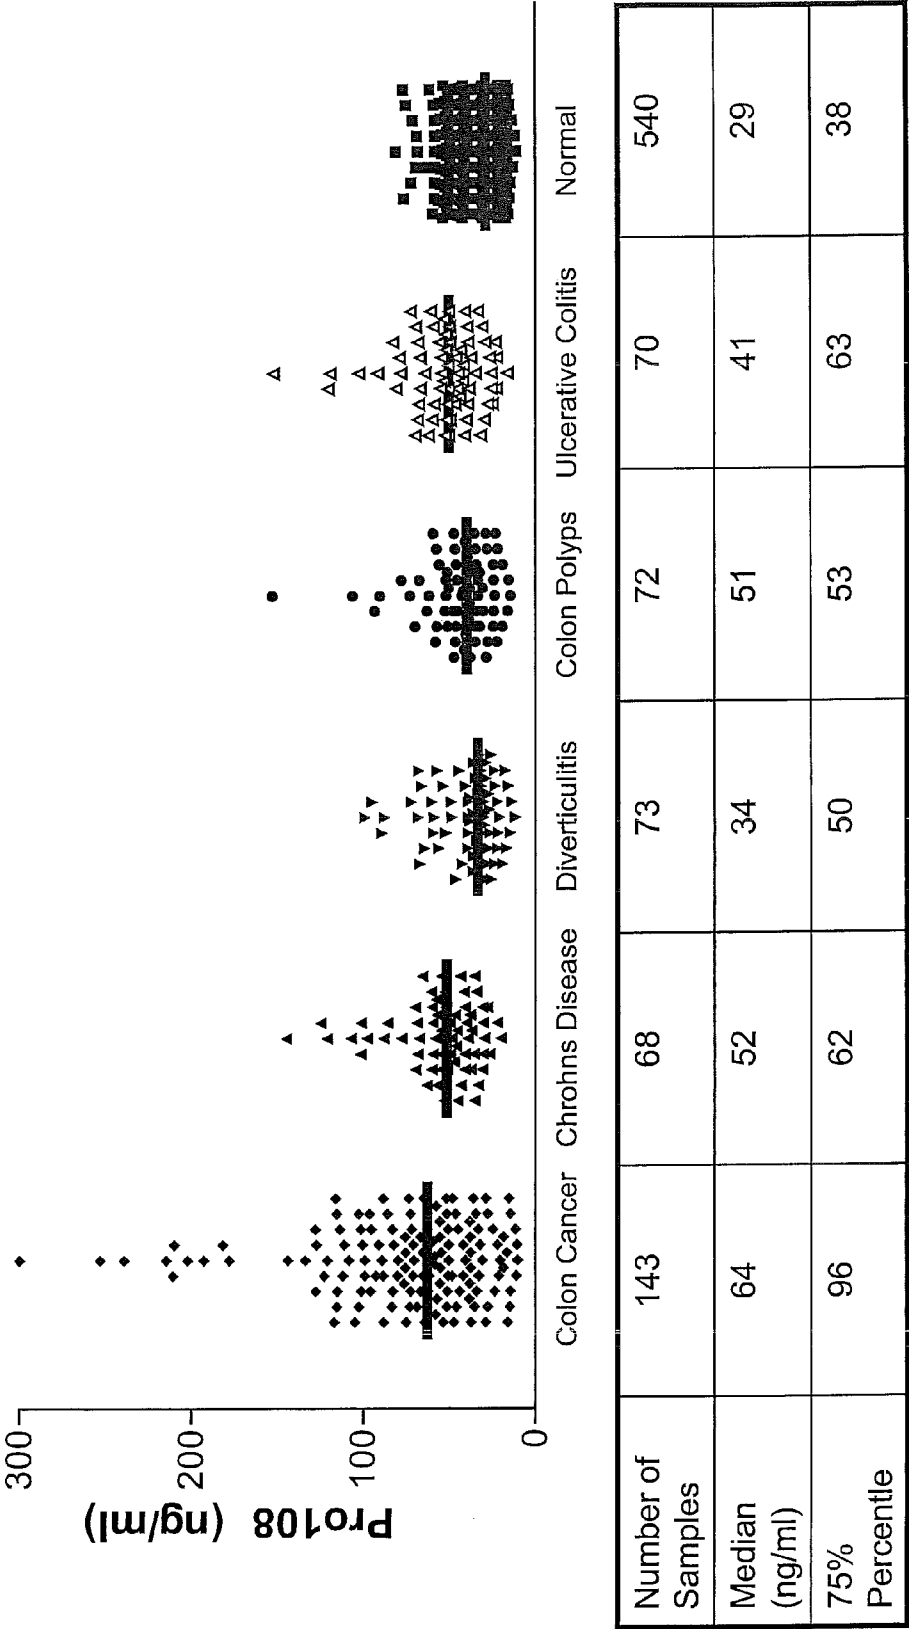 300
200
100
0
Pro108 (ng/ml)
Colon Cancer Chrohns Disease Diverticulitis Colon Polyps Ulcerative Colitis Normal
Number of
Samples
143 68 73 72 70 540
Median
(ng/ml)
64 52 34 51 41 29
75%
Percentle
96 62 50 53 63 38